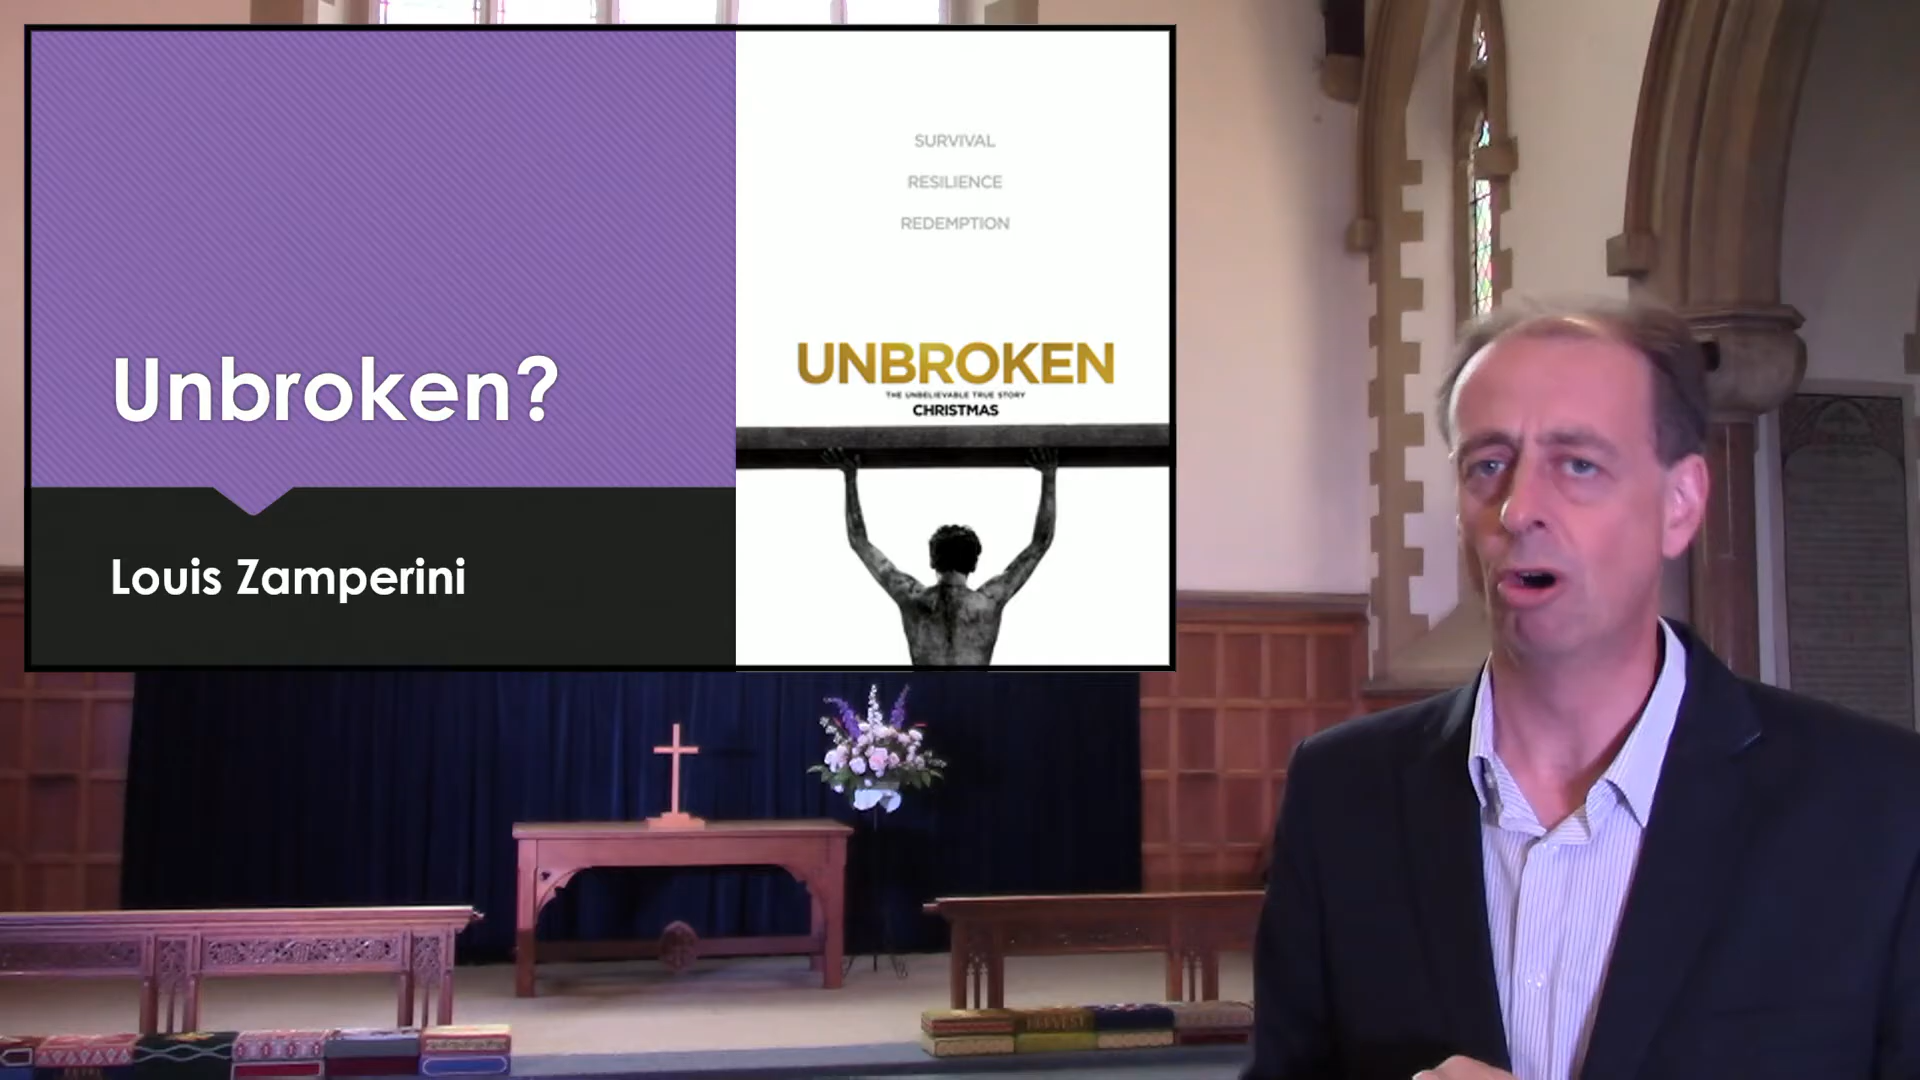 Unbroken?
Louis Zamperini
SURVIVAL
RESILIENCE
REDEMPTION
UNBROKEN
THE UNBELIEVABLE TRUE STORY
CHRISTMAS